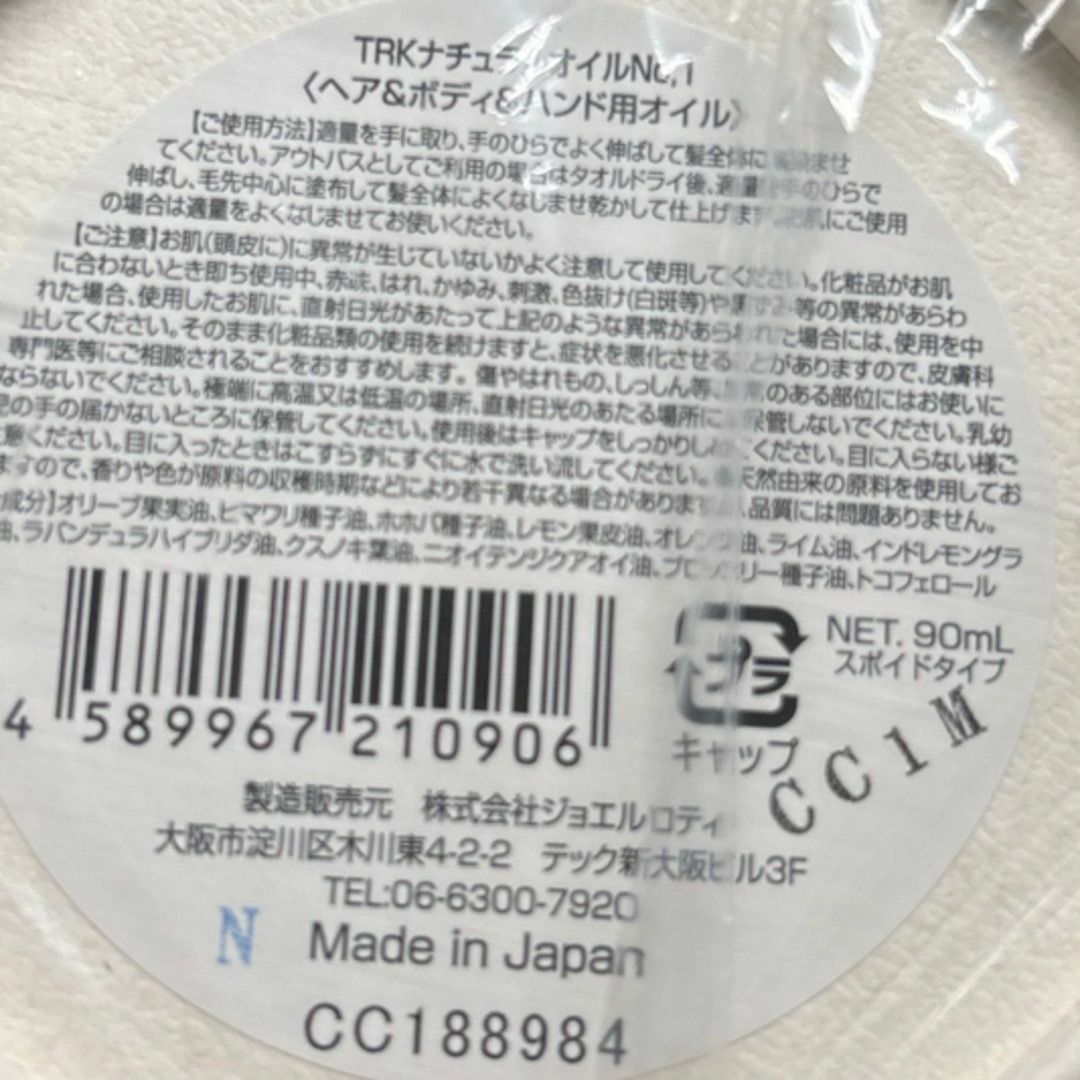 TRKナチュラルオイルNo,1
〈ヘア&ボディ&ハンド用オイル〉
【ご使用方法】適量を手に取り、手のひらでよく伸ばして髪全体に馴染ませ
てください。アウトバスとしてご利用の場合はタオルドライ後、適量を手のひらで
伸ばし、毛先中心に塗布して髪全体によくなじませ乾かして仕上げます。お肌にご使用
の場合は適量をよくなじませてお使いください。
【ご注意】お肌(頭皮に)に異常が生じていないかよく注意して使用してください。化粧品がお肌
に合わないとき即ち使用中、赤味、はれ、かゆみ、刺激、色抜け(白斑等)や黒ずみ等の異常があらわ
れた場合、使用したお肌に、直射日光があたって上記のような異常があらわれた場合には、使用を中
止してください。そのまま化粧品類の使用を続けますと、症状を悪化させることがありますので、皮膚科
専門医等にご相談されることをおすすめします。傷やはれもの、しっしん等、異常のある部位にはお使いに
ならないでください。極端に高温又は低温の場所、直射日光のあたる場所には保管しないでください。乳幼
児の手の届かないところに保管してください。使用後はキャップをしっかりしめてください。目に入らない様ご
注意ください。目に入ったときはこすらずにすぐに水で洗い流してください。天然由来の原料を使用してお
ますので、香りや色が原料の収穫時期などにより若干異なる場合がありますが、品質には問題ありません。
成分】オリーブ果実油、ヒマワリ種子油、ホホバ種子油、レモン果皮油、オレンジ油、ライム油、インドレモングラ
油、ラバンデュラハイブリダ油、クスノキ葉油、ニオイテンジクアオイ油、ブロッコリー種子油、トコフェロール
プラ
キャップ
NET. 90mL
スポイドタイプ
CC1M
4 589967 210906
製造販売元 株式会社ジョエルロティ
大阪市淀川区木川東4-2-2 テック新大阪ビル3F
TEL:06-6300-7920
N Made in Japan
CC188984